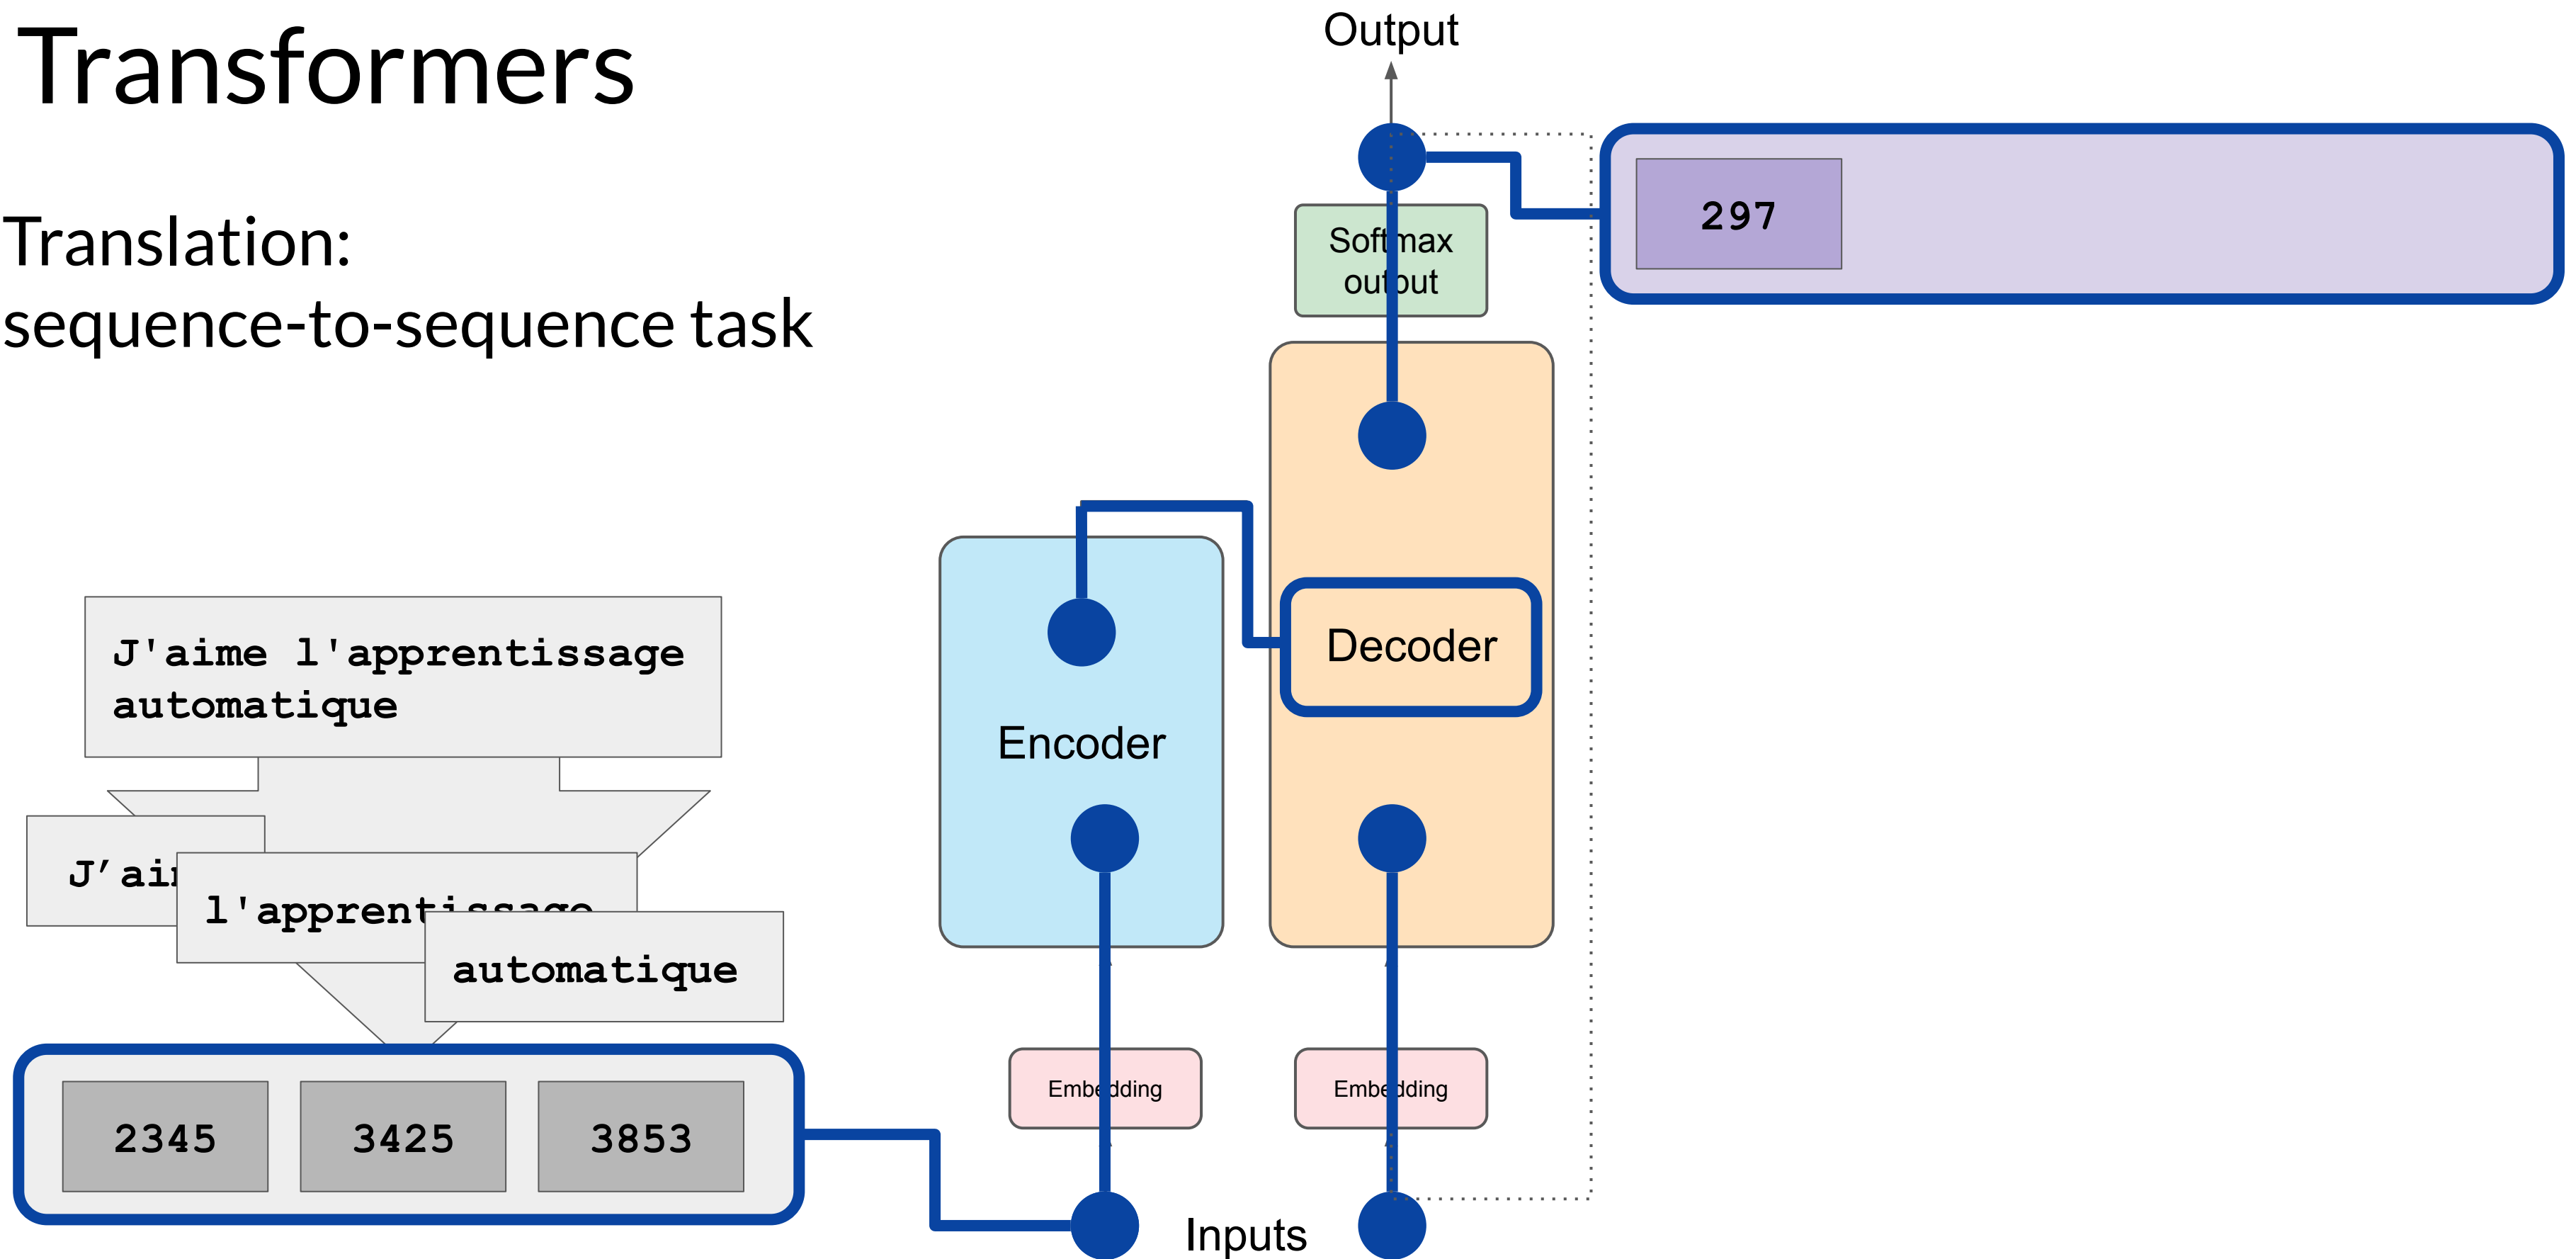 Transformers
Translation:
sequence-to-sequence task
Output
297
Softmax
output
Decoder
Encoder
J'aime l'apprentissage
automatique
l'apprentissage
automatique
Embedding
Embedding
2345 3425 3853
Inputs